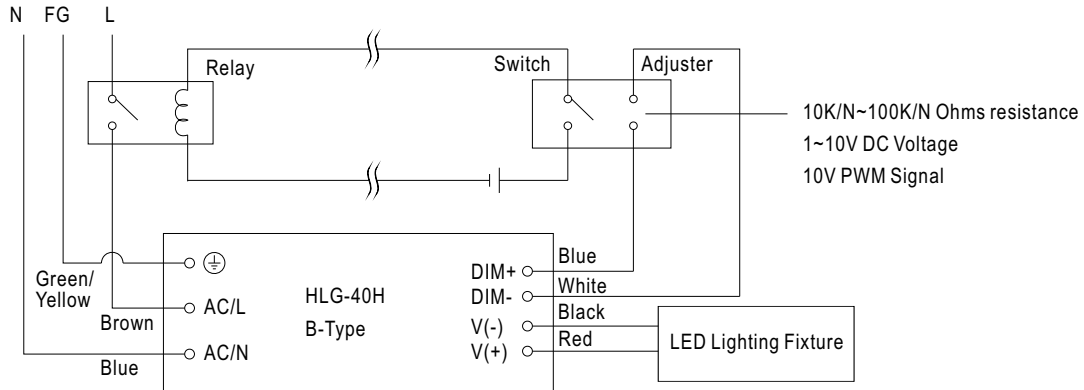 N FG L
Relay
Switch
Adjuster
10K/N~100K/N Ohms resistance
1~10V DC Voltage
10V PWM Signal
Green/
Yellow
Brown
Blue
AC/L
AC/N
HLG-40H
B-Type
DIM+
DIM-
V(-)
V(+)
Blue
White
Black
Red
LED Lighting Fixture